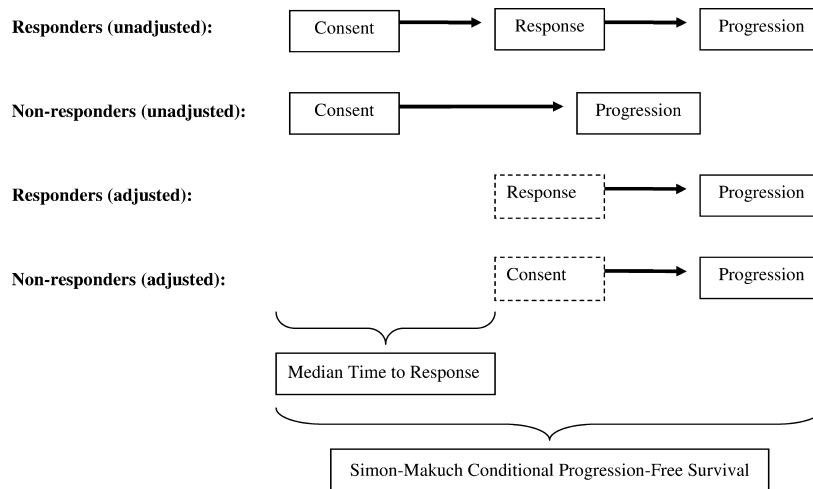 Responders (unadjusted): Consent Response Progression
Non-responders (unadjusted): Consent Progression
Responders (adjusted): Response Progression
Non-responders (adjusted): Consent Progression
Median Time to Response
Simon-Makuch Conditional Progression-Free Survival